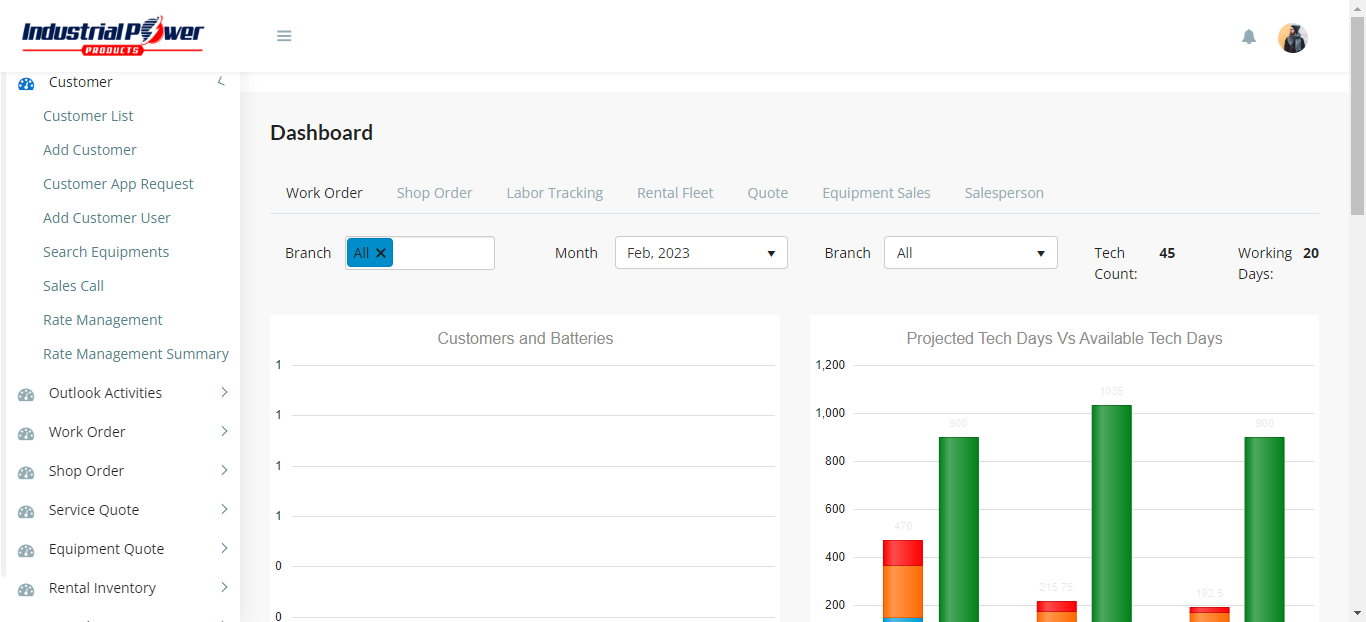 IndustrialPower
PRODUCTS
Customer
Customer List
Add Customer
Customer App Request
Add Customer User
Search Equipments
Sales Call
Rate Management
Rate Management Summary
Outlook Activities
Work Order
Shop Order
Service Quote
Equipment Quote
Rental Inventory
Dashboard
Work Order Shop Order Labor Tracking Rental Fleet Quote Equipment Sales Salesperson
Branch All Month Feb, 2023 Branch All Tech Count: 45 Working Days: 20
Customers and Batteries
1
1
1
1
0
0
Projected Tech Days Vs Available Tech Days
1,200
1,000
800
600
400
200
470
900
215.75
1035
192.5
900